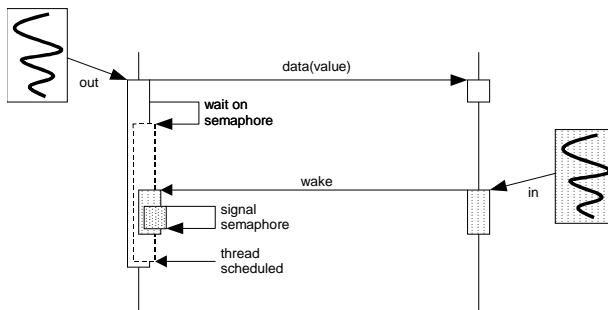 data(value)
out
wait on
semaphore
wake
in
signal
semaphore
thread
scheduled